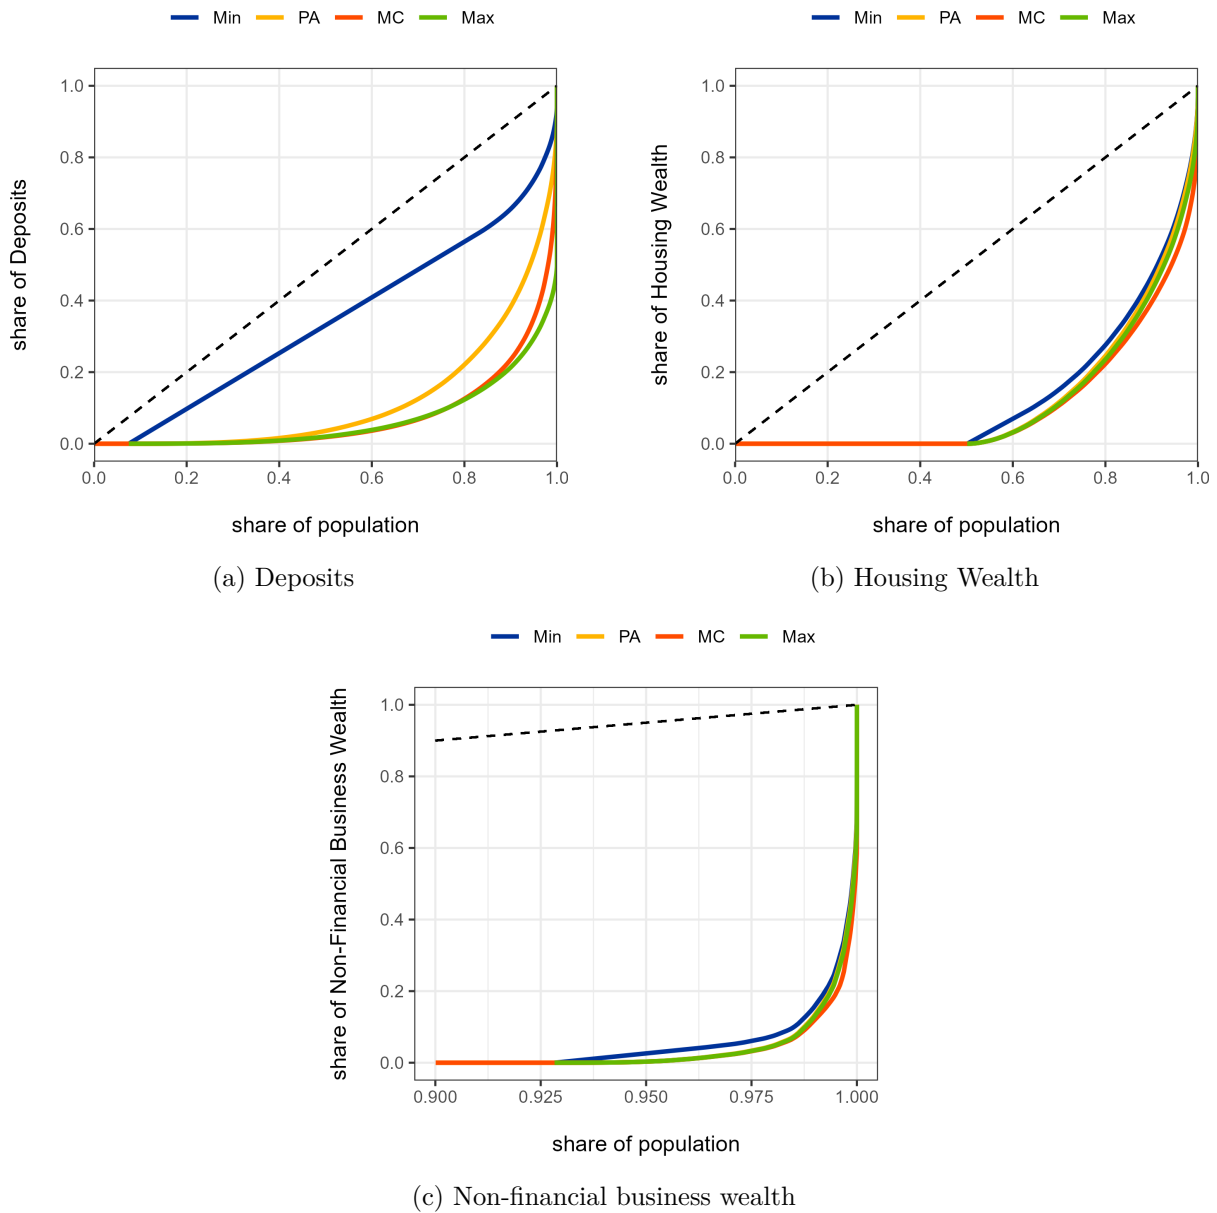 Min PA MC Max
share of Deposits
1.0
0.8
0.6
0.4
0.2
0.0
0.0 0.2 0.4 0.6 0.8 1.0
share of population
(a) Deposits
Min PA MC Max
share of Housing Wealth
1.0
0.8
0.6
0.4
0.2
0.0
0.0 0.2 0.4 0.6 0.8 1.0
share of population
(b) Housing Wealth
Min PA MC Max
share of Non-Financial Business Wealth
1.0
0.8
0.6
0.4
0.2
0.0
0.900 0.925 0.950 0.975 1.000
share of population
(c) Non-financial business wealth